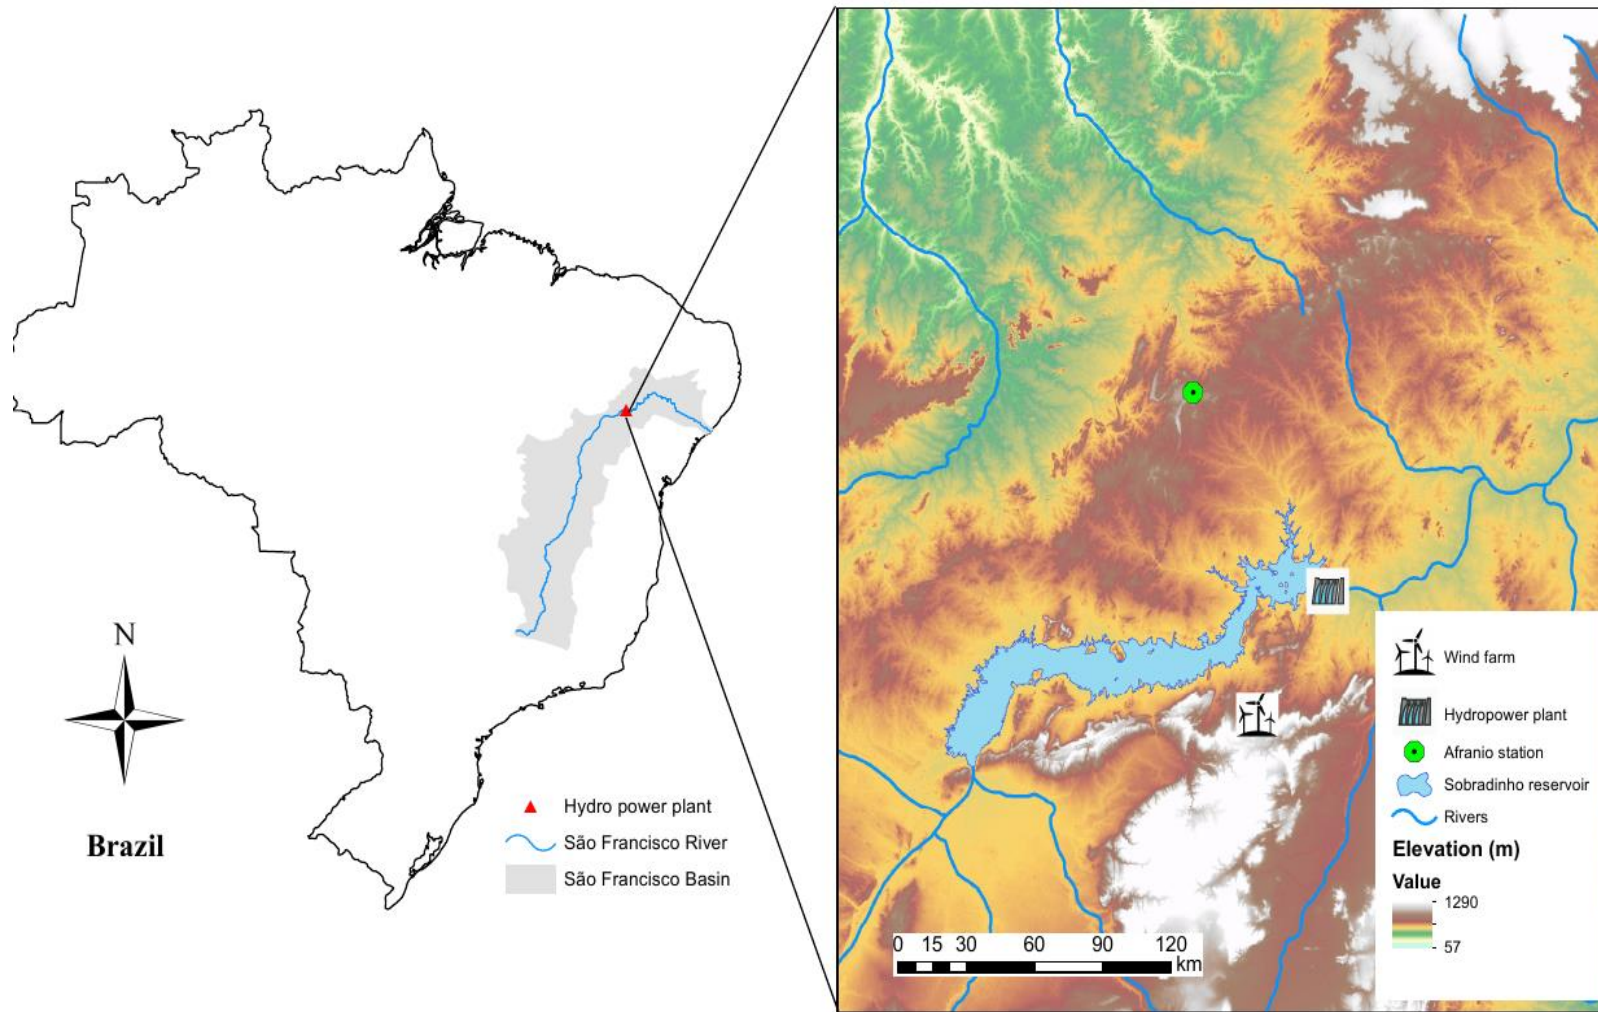 N
Brazil
Hydro power plant
São Francisco River
São Francisco Basin
Wind farm
Hydropower plant
Afranio station
Sobradinho reservoir
Rivers
Elevation (m)
Value
1290
57
0 15 30 60 90 120
km